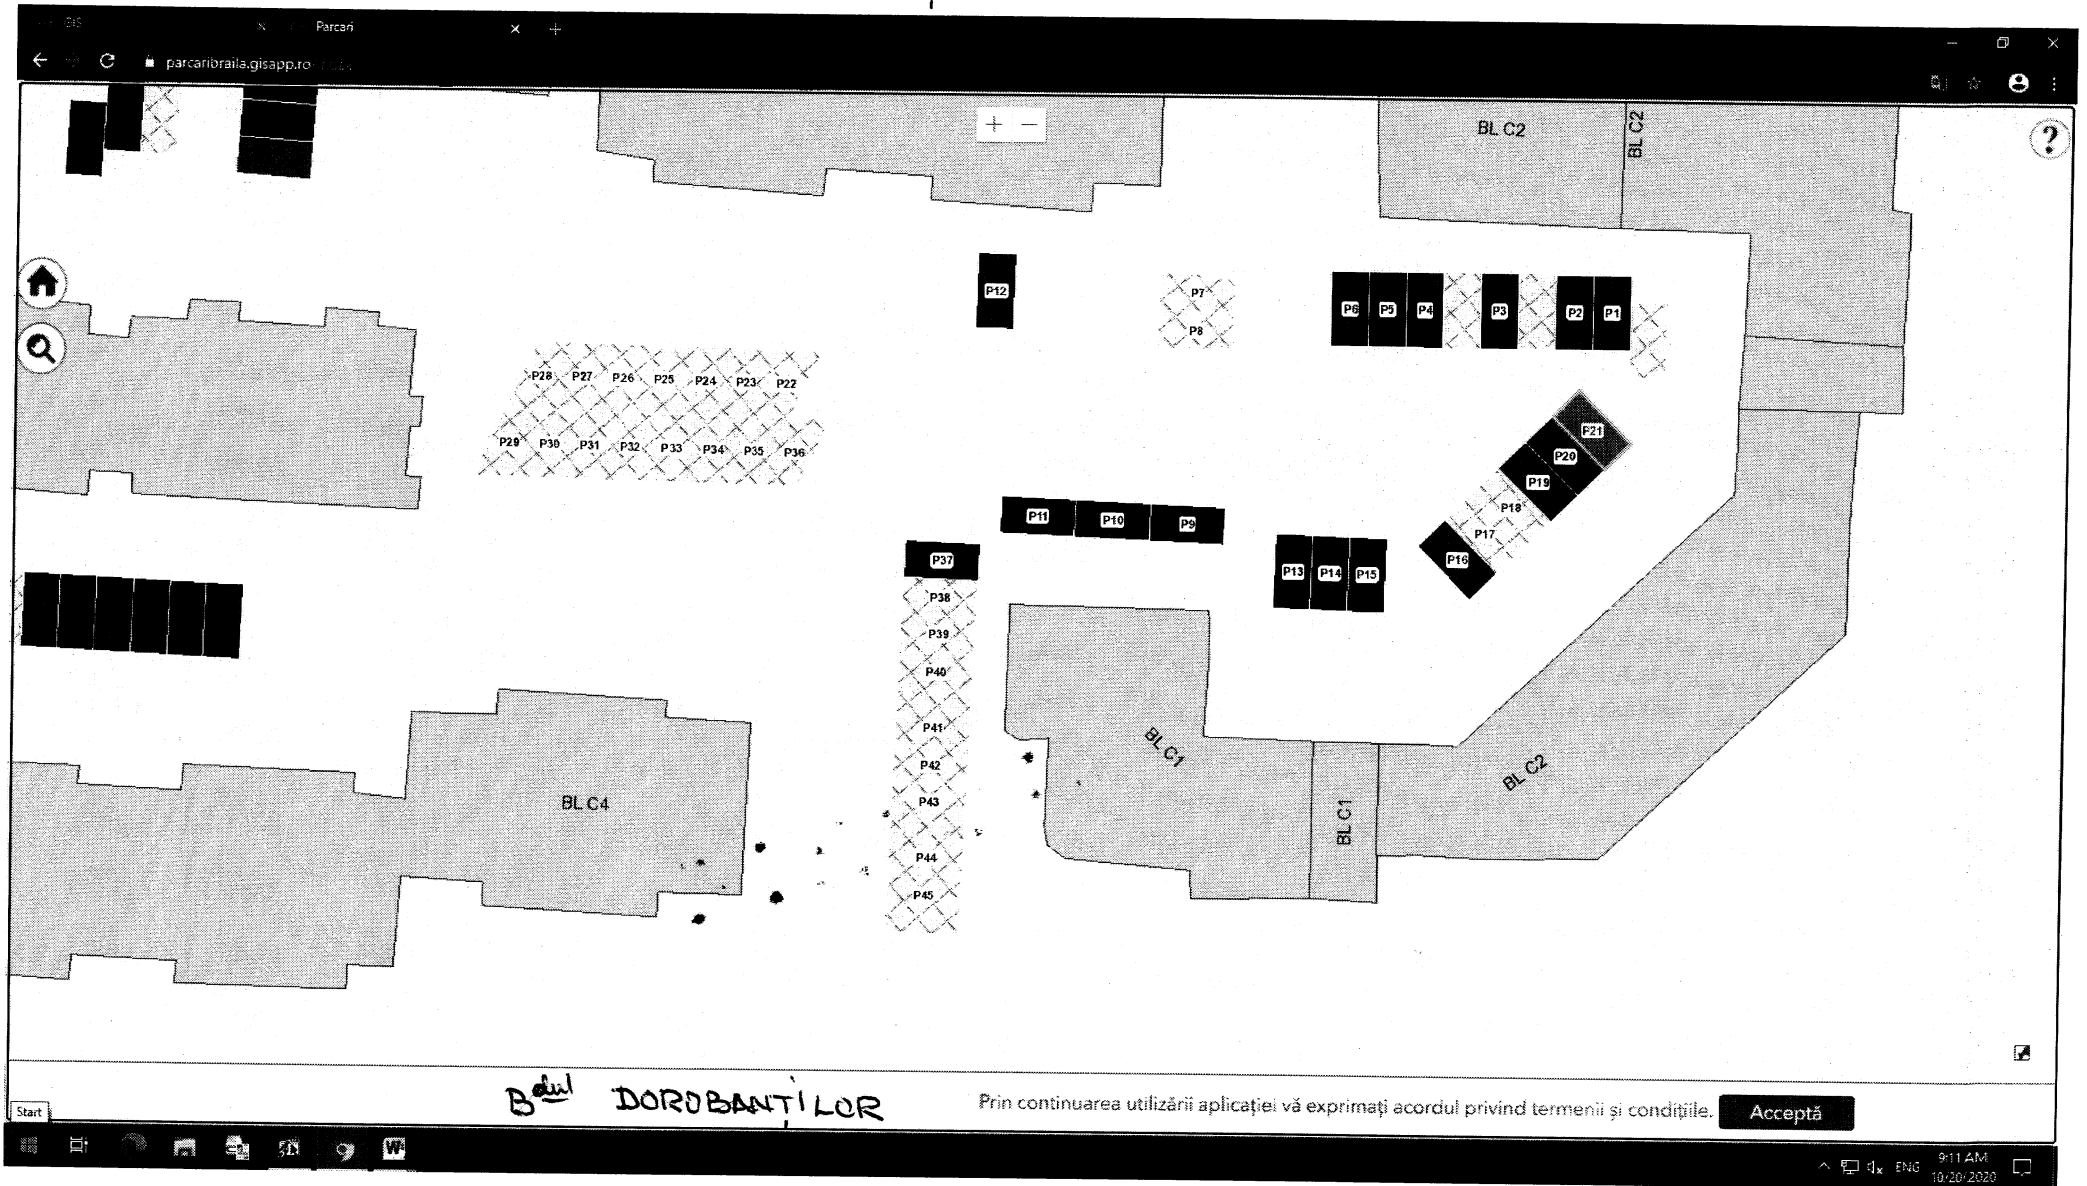 GIS
Parcari
parcaribraila.gisapp.ro
+ −
BL C2
BL C2
?
P12
P7
P8
P6 P5 P4 P3 P2 P1
P28 P27 P26 P25 P24 P23 P22
P29 P30 P31 P32 P33 P34 P35 P36
P21
P20
P19
P18
P17
P16
P11 P10 P9
P13 P14 P15
P37
P38
P39
P40
P41
P42
P43
P44
P45
BL C1
BL C1
BL C2
BL C4
Bdul DOROBANȚILOR
Prin continuarea utilizării aplicației vă exprimați acordul privind termenii și condițiile.
Acceptă
Start
ENG
9:11 AM
10/20/2020